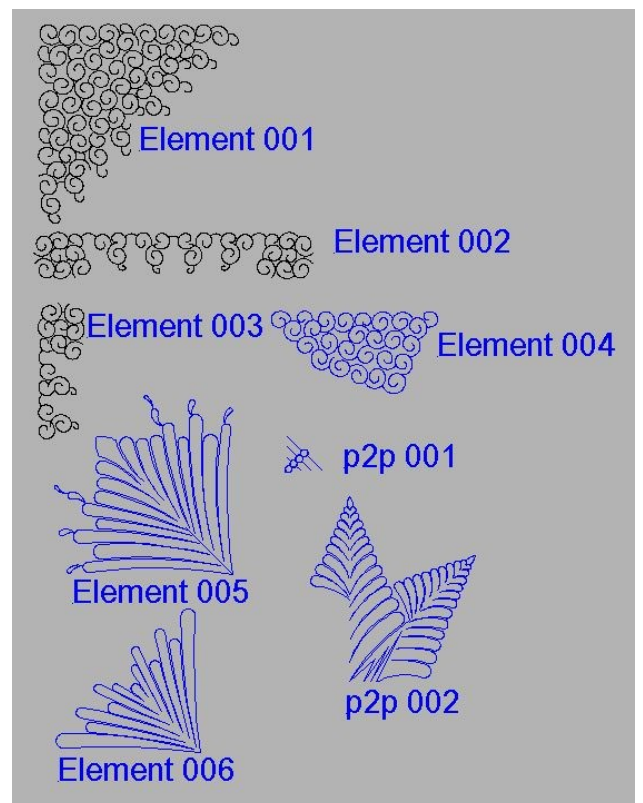 Element 001
Element 002
Element 003
Element 004
p2p 001
Element 005
p2p 002
Element 006